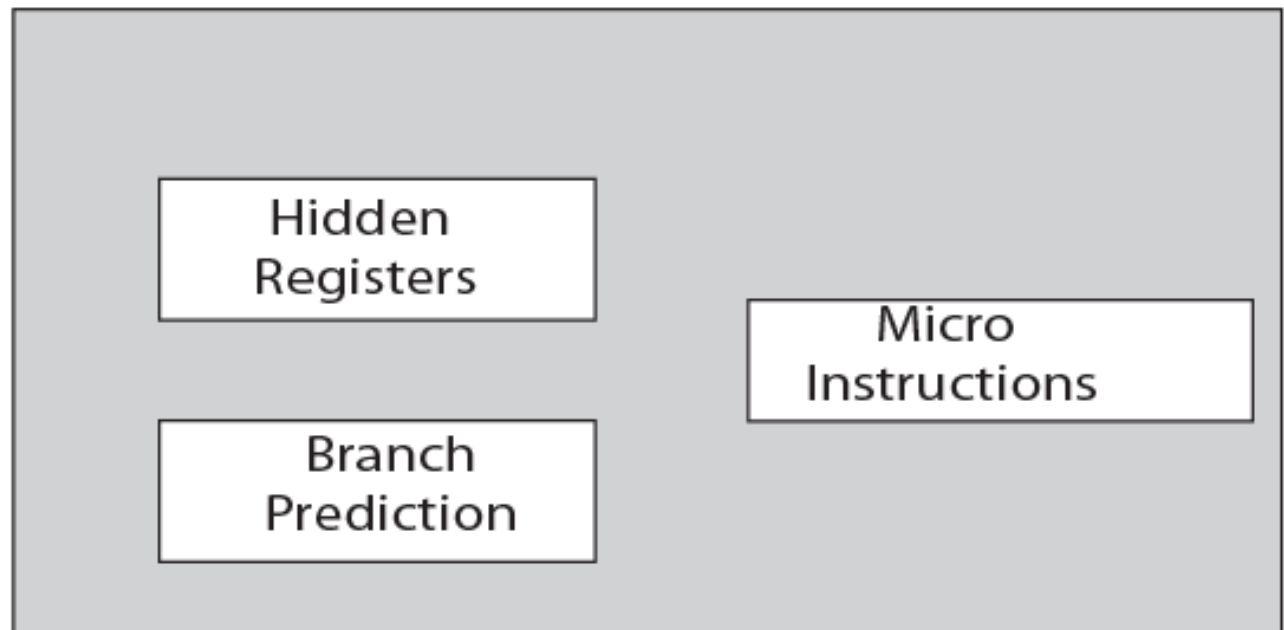 Hidden
Registers
Micro
Instructions
Branch
Prediction